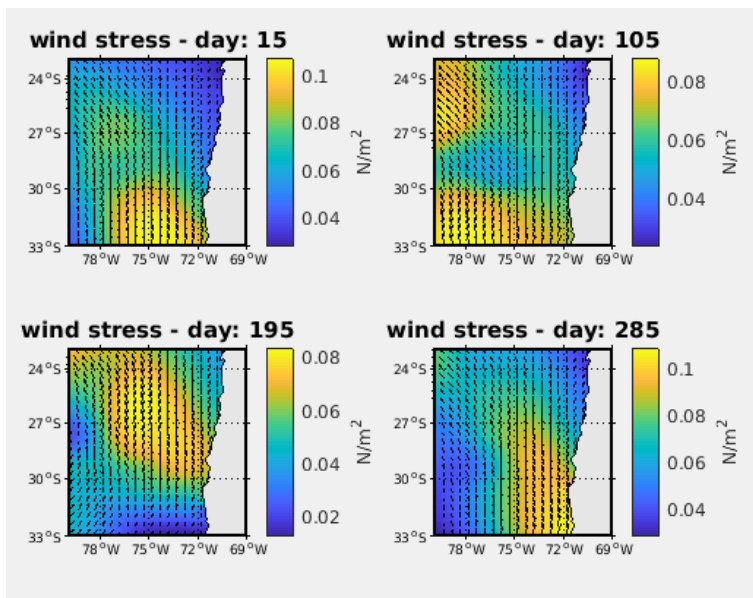 wind stress - day: 15
24°S
27°S
30°S
33°S
78°W
75°W
72°W
69°W
0.1
0.08
0.06
0.04
N/m²
wind stress - day: 105
24°S
27°S
30°S
33°S
78°W
75°W
72°W
69°W
0.08
0.06
0.04
N/m²
wind stress - day: 195
24°S
27°S
30°S
33°S
78°W
75°W
72°W
69°W
0.08
0.06
0.04
0.02
N/m²
wind stress - day: 285
24°S
27°S
30°S
33°S
78°W
75°W
72°W
69°W
0.1
0.08
0.06
0.04
N/m²